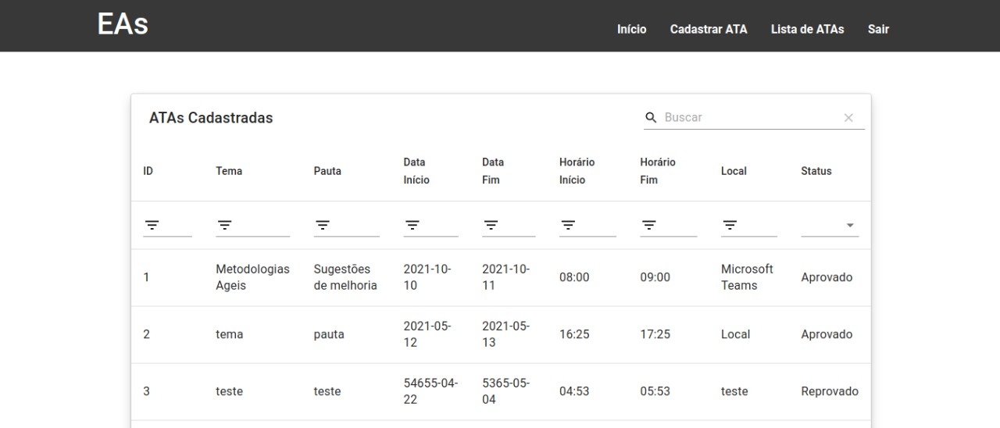 EAs
Início Cadastrar ATA Lista de ATAs Sair
ATAs Cadastradas
Buscar
ID Tema Pauta Data Início Data Fim Horário Início Horário Fim Local Status
1 Metodologias Ageis Sugestões de melhoria 2021-10-10 2021-10-11 08:00 09:00 Microsoft Teams Aprovado
2 tema pauta 2021-05-12 2021-05-13 16:25 17:25 Local Aprovado
3 teste teste 54655-04-22 5365-05-04 04:53 05:53 teste Reprovado